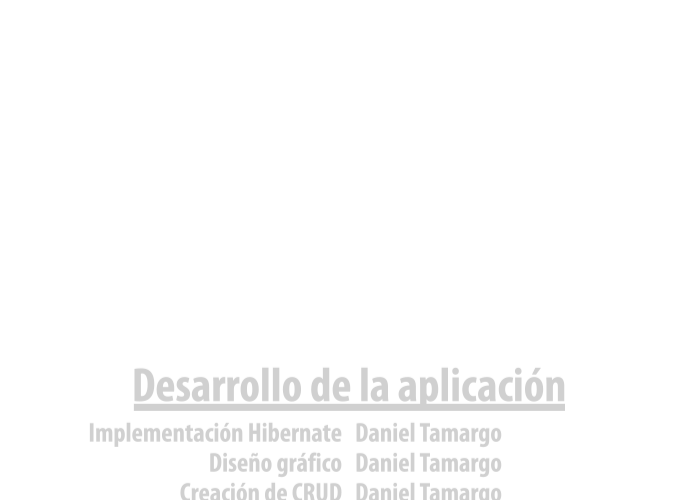 Desarrollo de la aplicación
Implementación Hibernate Daniel Tamargo
Diseño gráfico Daniel Tamargo
Creación de CRUD Daniel Tamargo